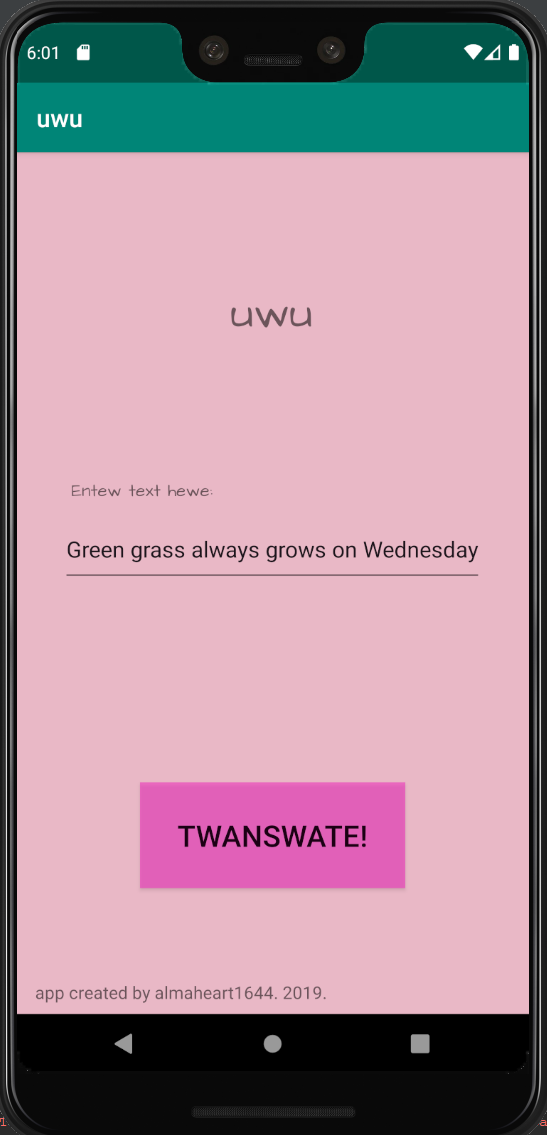 6:01
uwu
uwu
Entew text hewe:
Green grass always grows on Wednesday
TWANSWATE!
app created by almaheart1644. 2019.